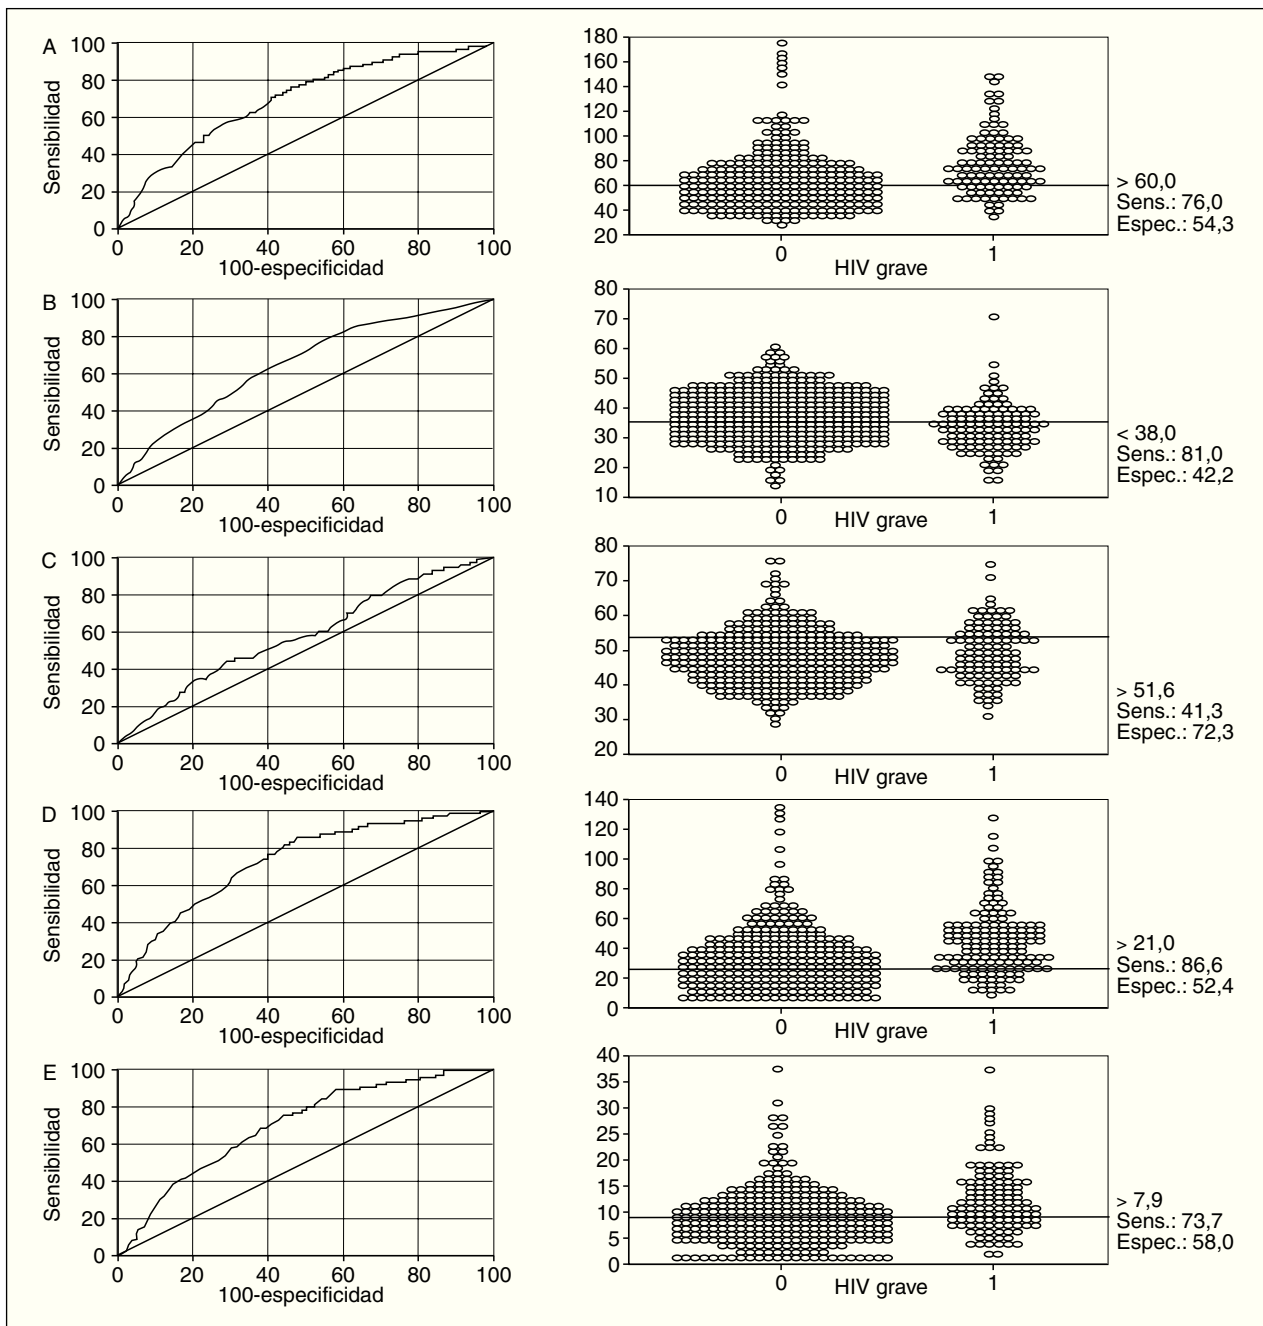 A
100
80
60
40
20
0
Sensibilidad
0 20 40 60 80 100
100-especificidad
180
160
140
120
100
80
60
40
20
0 1
HIV grave
> 60,0
Sens.: 76,0
Espec.: 54,3
B
100
80
60
40
20
0
Sensibilidad
0 20 40 60 80 100
100-especificidad
80
70
60
50
40
30
20
10
0 1
HIV grave
< 38,0
Sens.: 81,0
Espec.: 42,2
C
100
80
60
40
20
0
Sensibilidad
0 20 40 60 80 100
100-especificidad
80
70
60
50
40
30
20
0 1
HIV grave
> 51,6
Sens.: 41,3
Espec.: 72,3
D
100
80
60
40
20
0
Sensibilidad
0 20 40 60 80 100
100-especificidad
140
120
100
80
60
40
20
0
0 1
HIV grave
> 21,0
Sens.: 86,6
Espec.: 52,4
E
100
80
60
40
20
0
Sensibilidad
0 20 40 60 80 100
100-especificidad
40
35
30
25
20
15
10
5
0
0 1
HIV grave
> 7,9
Sens.: 73,7
Espec.: 58,0